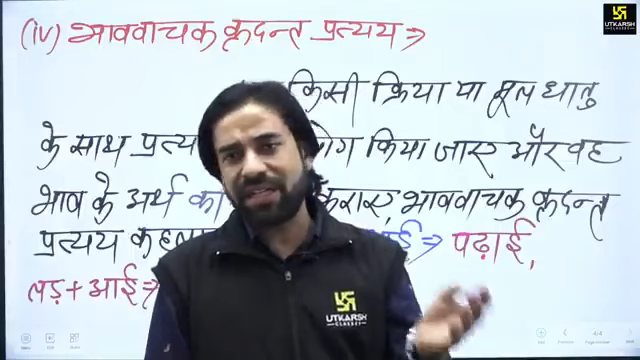 (iv) भाववाचक कृदन्त प्रत्यय ⇒
UTKARSH
CLASSES
किसी क्रिया या मूल धातु
के साथ किया जाए और वह
भाव के अर्थ का कराए, भाववाचक कृदन्त
प्रत्यय ⇒ पढ़ाई,
लड़ + आई ⇒
UTKARSH
CLASSES